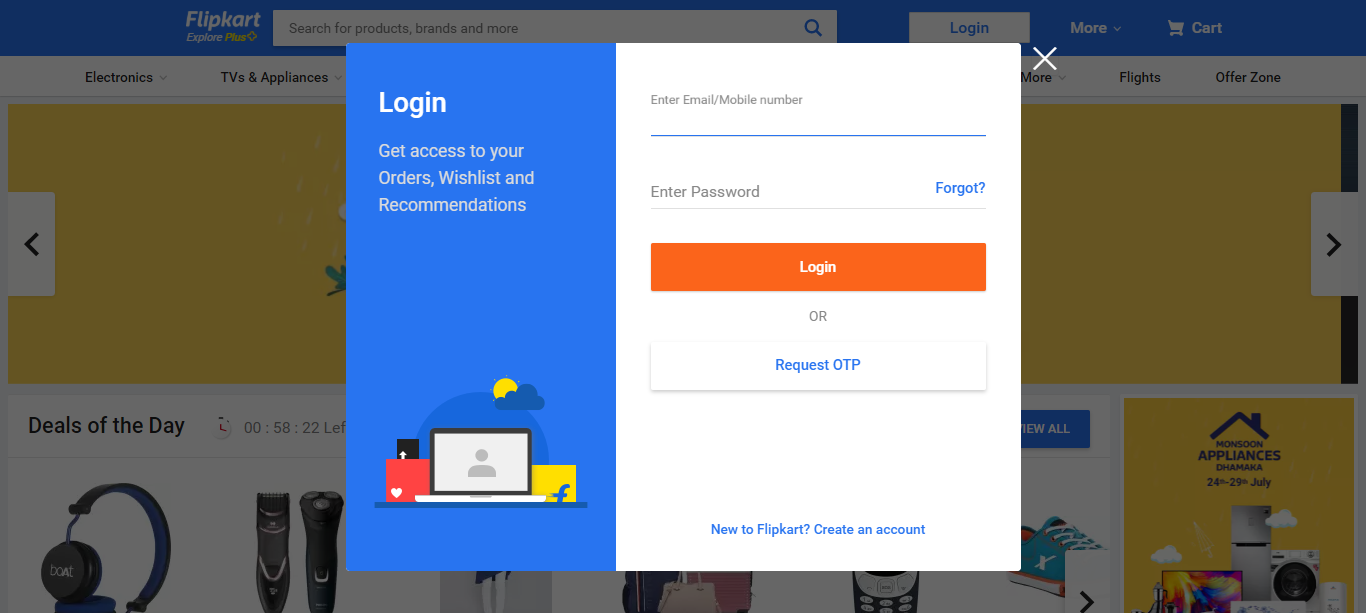 Flipkart
Explore Plus
Search for products, brands and more
Login
More
Cart
Electronics
TVs & Appliances
More
Flights
Offer Zone
Login
Get access to your
Orders, Wishlist and
Recommendations
Enter Email/Mobile number
Enter Password
Forgot?
Login
OR
Request OTP
New to Flipkart? Create an account
Deals of the Day
00 : 58 : 22 Lef
VIEW ALL
boAt
MONSOON
APPLIANCES
DHAMAKA
24th-29th July